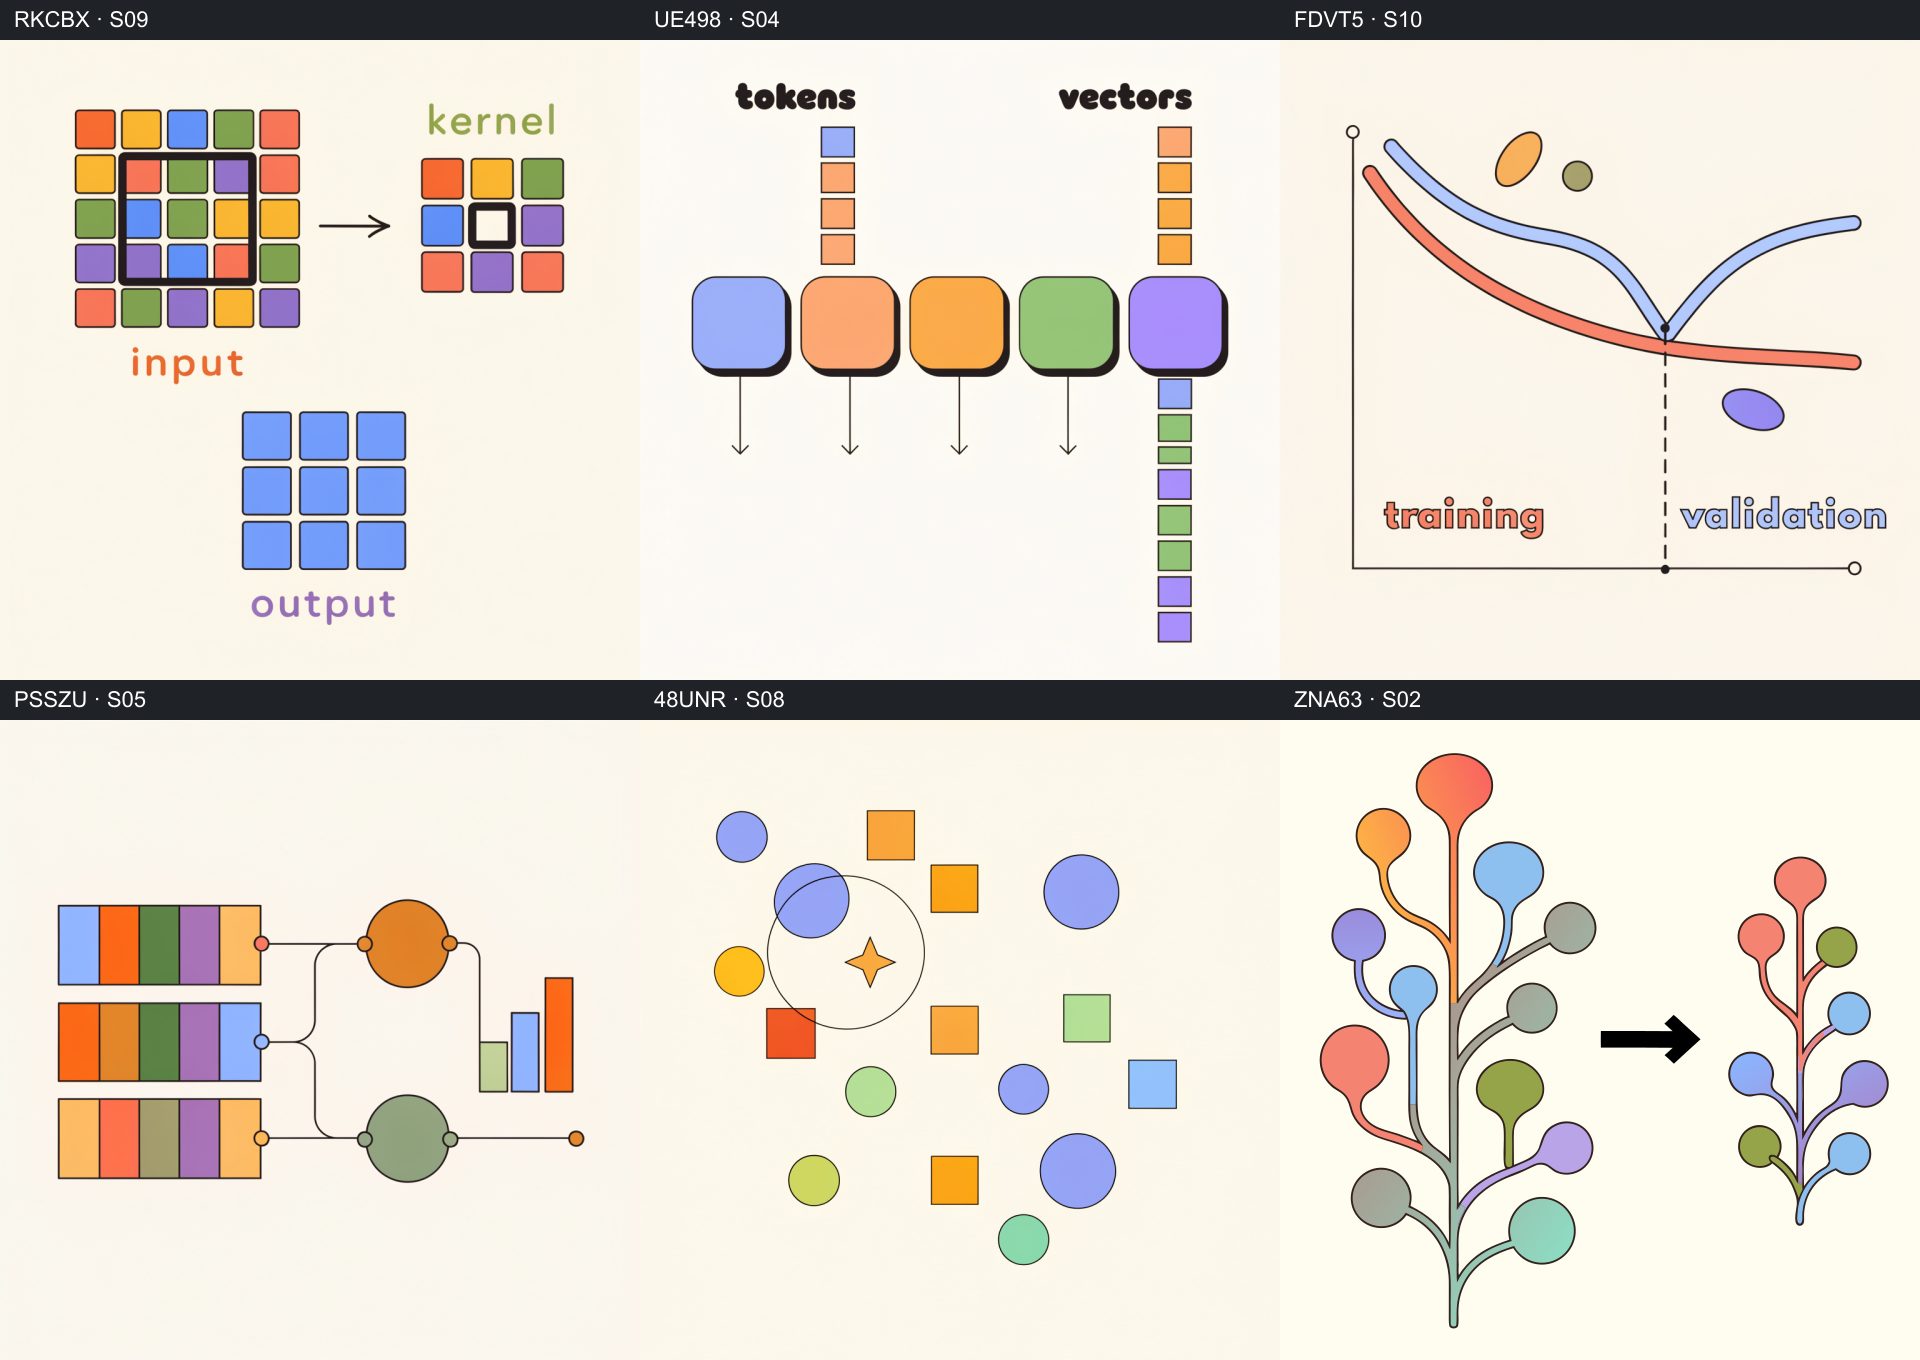 RKCBX · S09
UE498 · S04
FDVT5 · S10
kernel
input
output
tokens
vectors
training
validation
PSSZU · S05
48UNR · S08
ZNA63 · S02